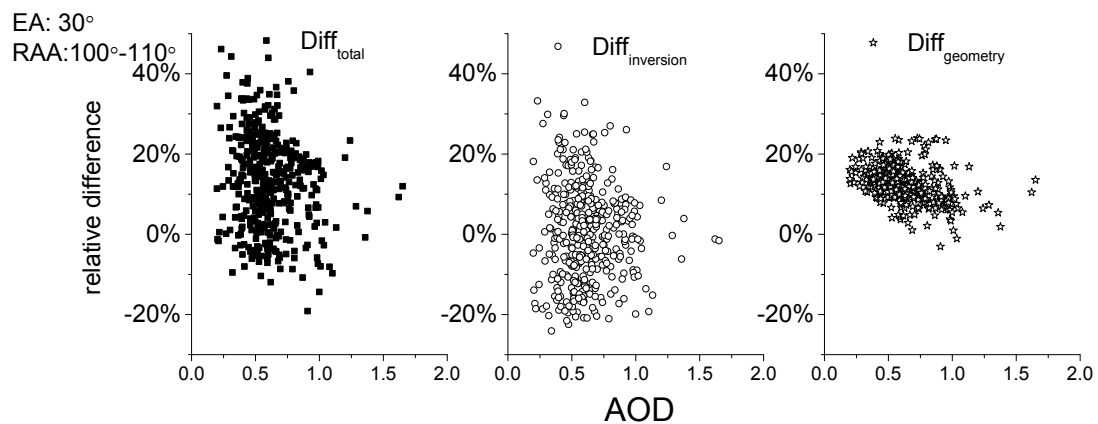 EA: 30°
RAA:100°-110°
Diff_total
Diff_inversion
Diff_geometry
40%
20%
0%
-20%
40%
20%
0%
-20%
40%
20%
0%
-20%
relative difference
0.0 0.5 1.0 1.5 2.0
0.0 0.5 1.0 1.5 2.0
0.0 0.5 1.0 1.5 2.0
AOD